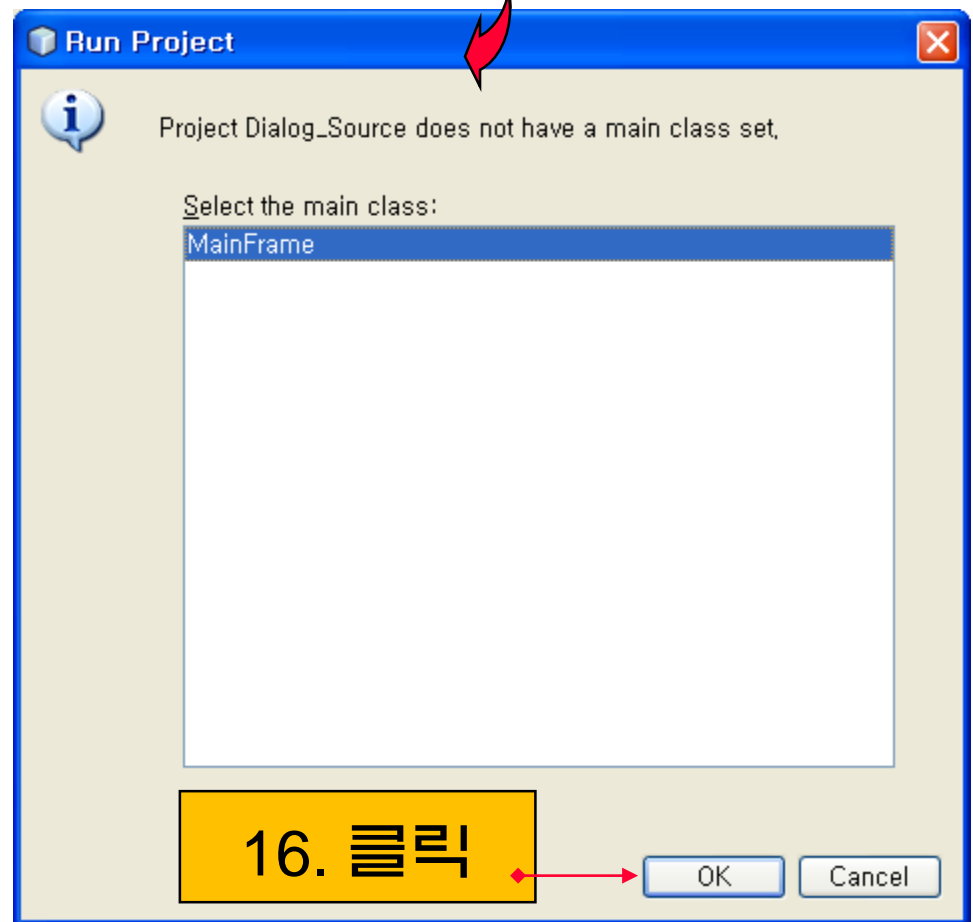 Run Project
Project Dialog_Source does not have a main class set.
Select the main class:
MainFrame
16. 클릭
OK
Cancel